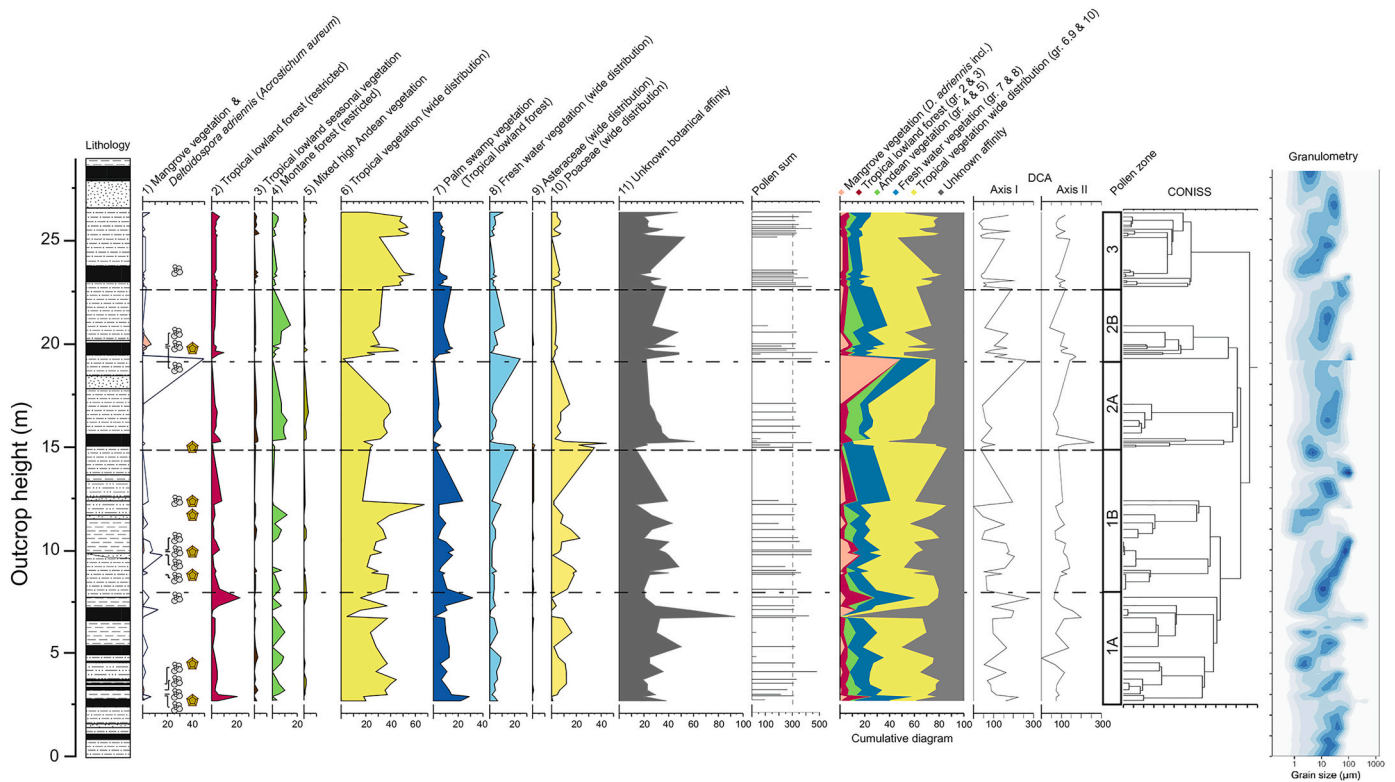 1) Mangrove vegetation &
Deltoidospora adriennis (Acrostichum aureum)
2) Tropical lowland forest (restricted)
3) Tropical lowland seasonal vegetation
4) Montane forest (restricted)
5) Mixed high Andean vegetation
6) Tropical vegetation (wide distribution)
7) Palm swamp vegetation
(Tropical lowland forest)
8) Fresh water vegetation (wide distribution)
9) Asteraceae (wide distribution)
10) Poaceae (wide distribution)
11) Unknown botanical affinity
Pollen sum
Mangrove vegetation (D. adriennis incl.)
Tropical lowland forest (gr. 2 & 3)
Andean vegetation (gr. 4 & 5)
Fresh water vegetation (gr. 7 & 8)
Tropical vegetation wide distribution (gr. 6.9 & 10)
Unknown affinity
DCA
Axis I
Axis II
Pollen zone
CONISS
Granulometry
Lithology
Outcrop height (m)
25
20
15
10
5
0
3
2B
2A
1B
1A
20 40
20
20 40 60
20 40
20
20 40
20 40 60 80 100
100 300 500
20 40 60 80 100
300
300
Cumulative diagram
1 10 100 1000
Grain size (μm)